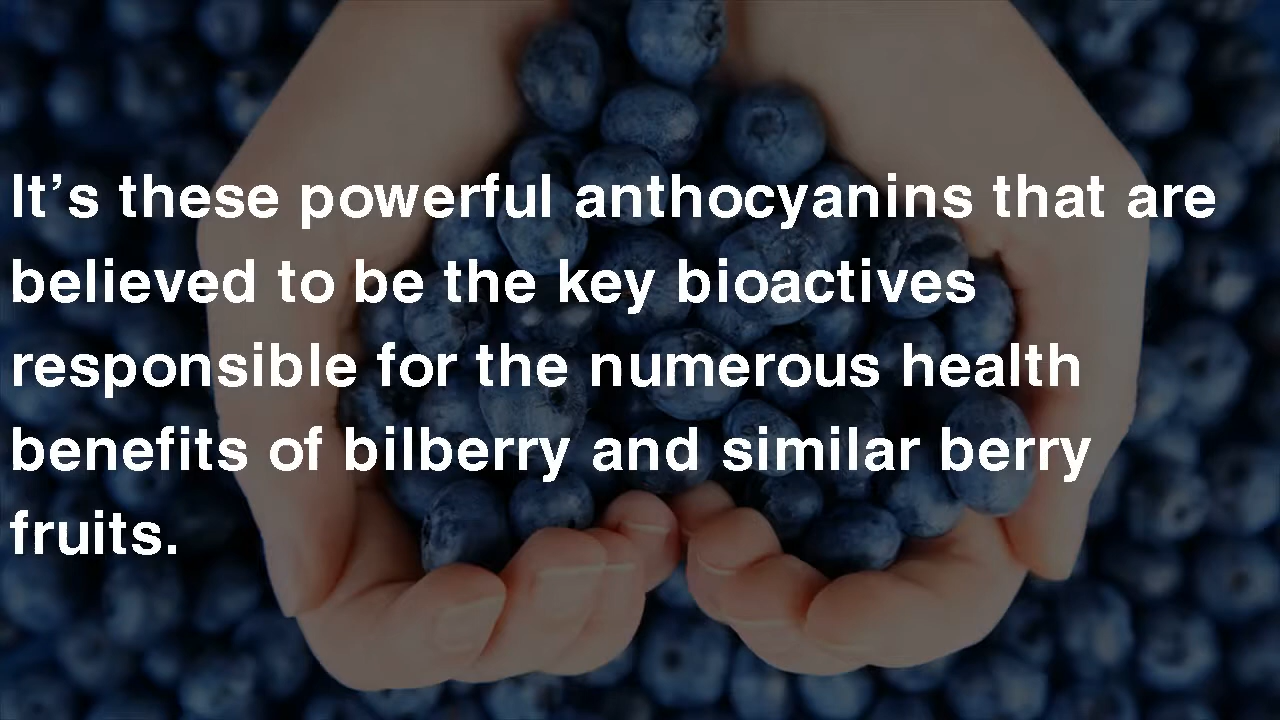 It’s these powerful anthocyanins that are
believed to be the key bioactives
responsible for the numerous health
benefits of bilberry and similar berry
fruits.